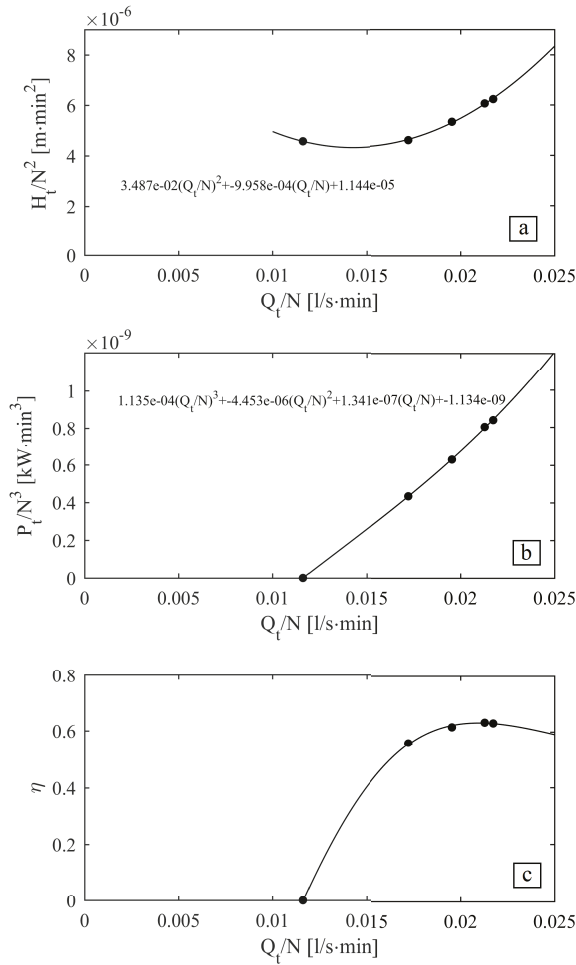 ×10⁻⁶
8
6
4
2
0
H_t/N² [m·min²]
3.487e-02(Q_t/N)²+-9.958e-04(Q_t/N)+1.144e-05
a
0 0.005 0.01 0.015 0.02 0.025
Q_t/N [l/s·min]
×10⁻⁹
1
0.8
0.6
0.4
0.2
0
P_t/N³ [kW·min³]
1.135e-04(Q_t/N)³+-4.453e-06(Q_t/N)²+1.341e-07(Q_t/N)+-1.134e-09
b
0 0.005 0.01 0.015 0.02 0.025
Q_t/N [l/s·min]
0.8
0.6
0.4
0.2
0
η
c
0 0.005 0.01 0.015 0.02 0.025
Q_t/N [l/s·min]